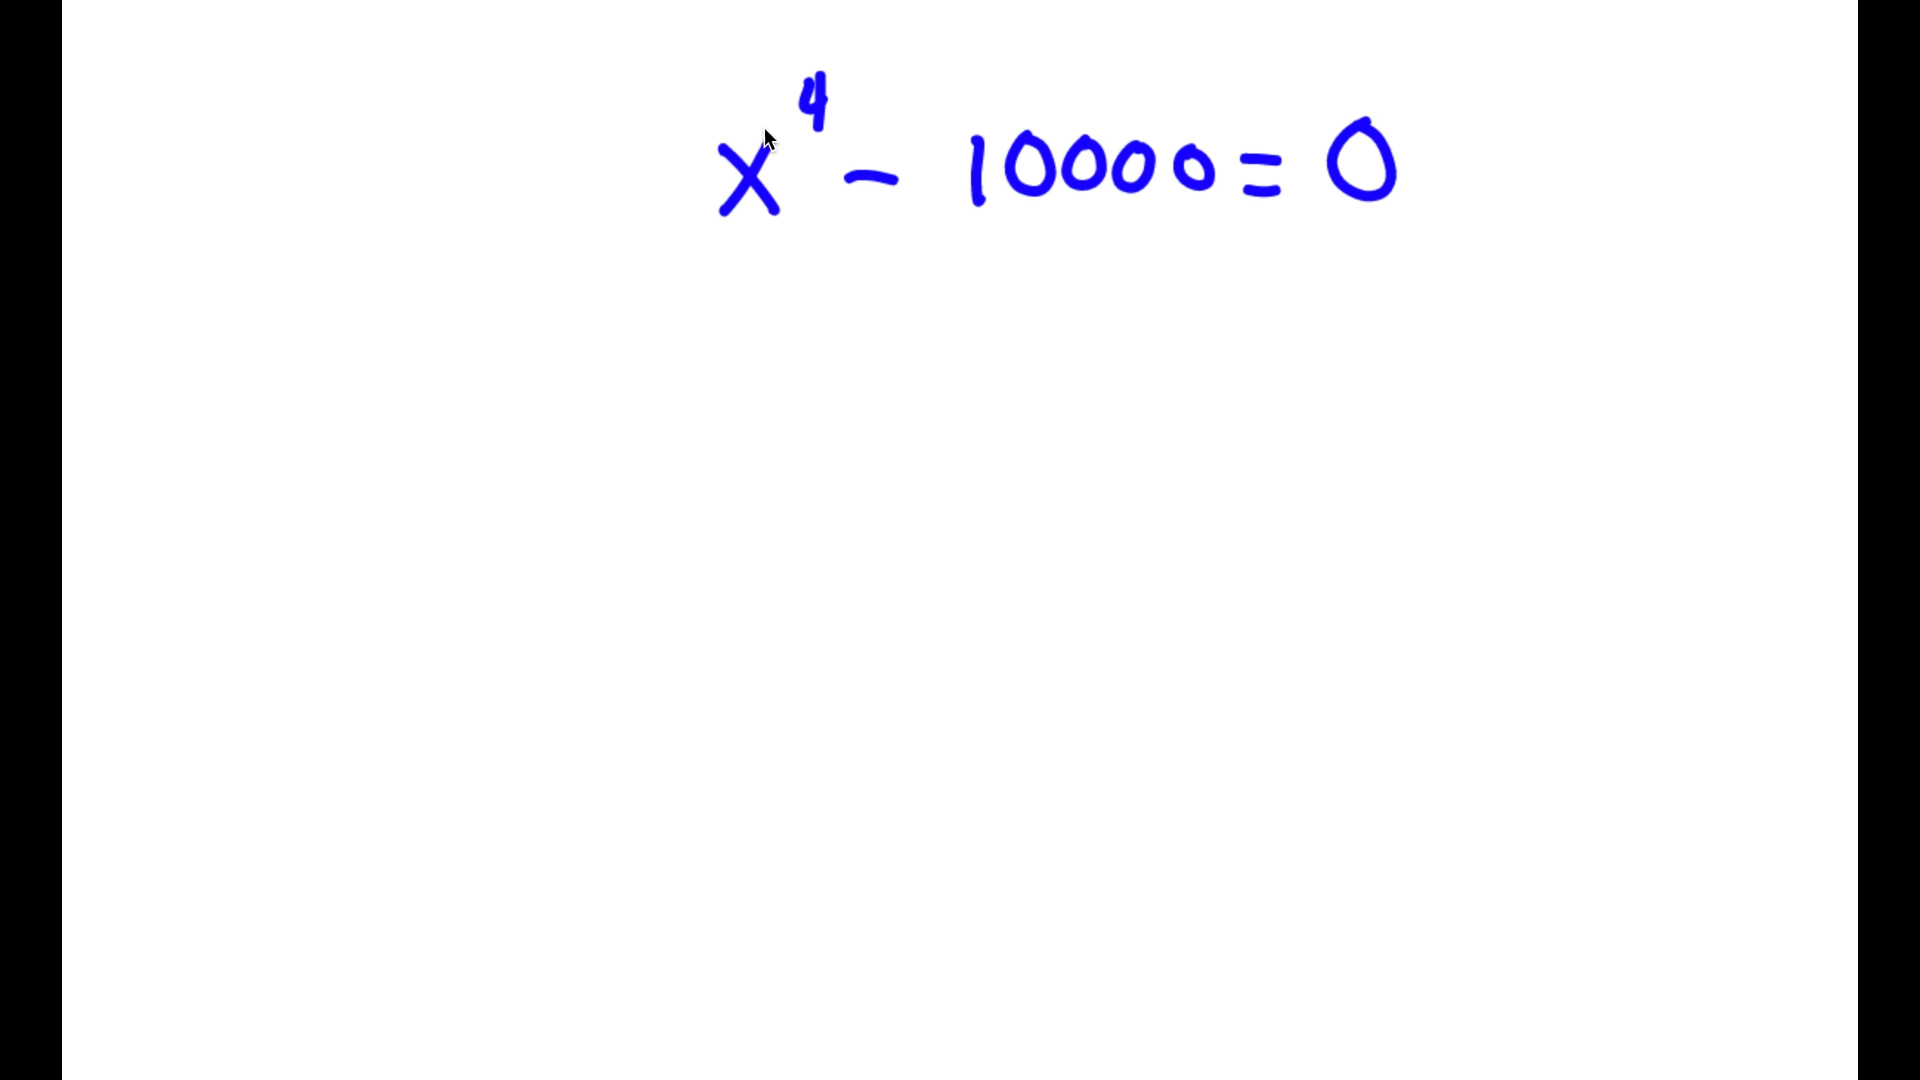 x⁴ - 10000 = 0